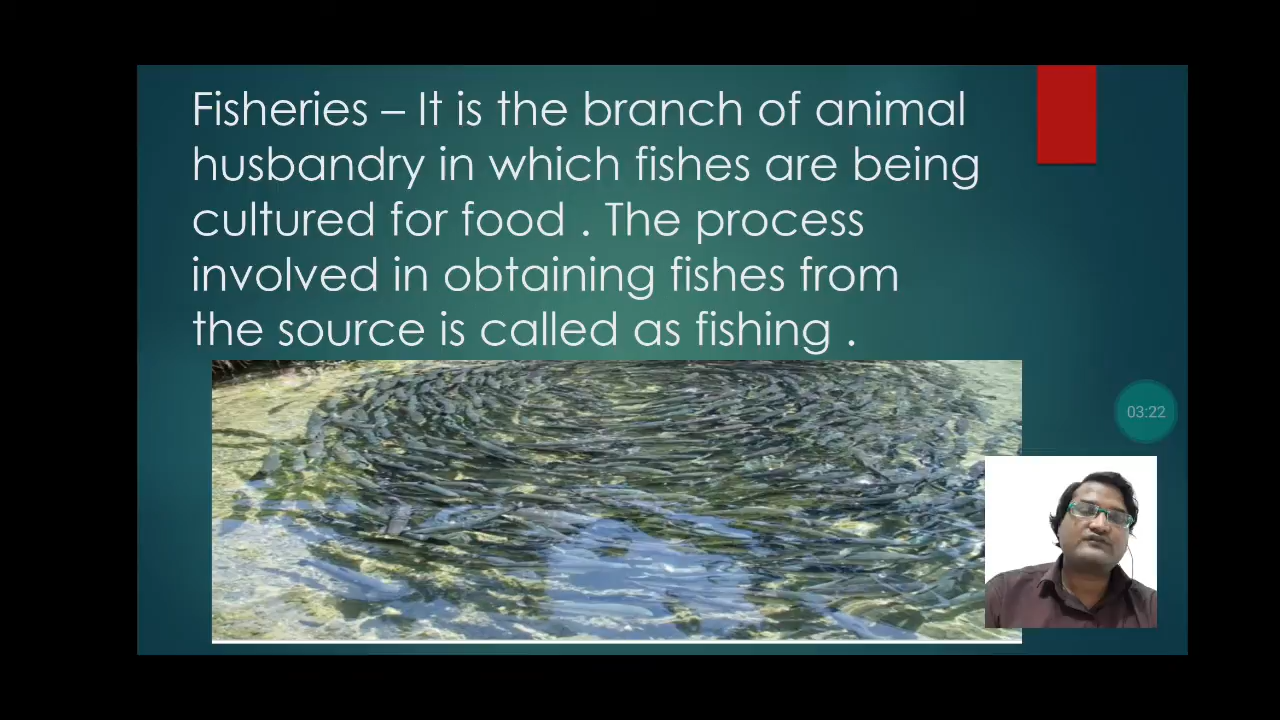 Fisheries – It is the branch of animal
husbandry in which fishes are being
cultured for food . The process
involved in obtaining fishes from
the source is called as fishing .
03:22